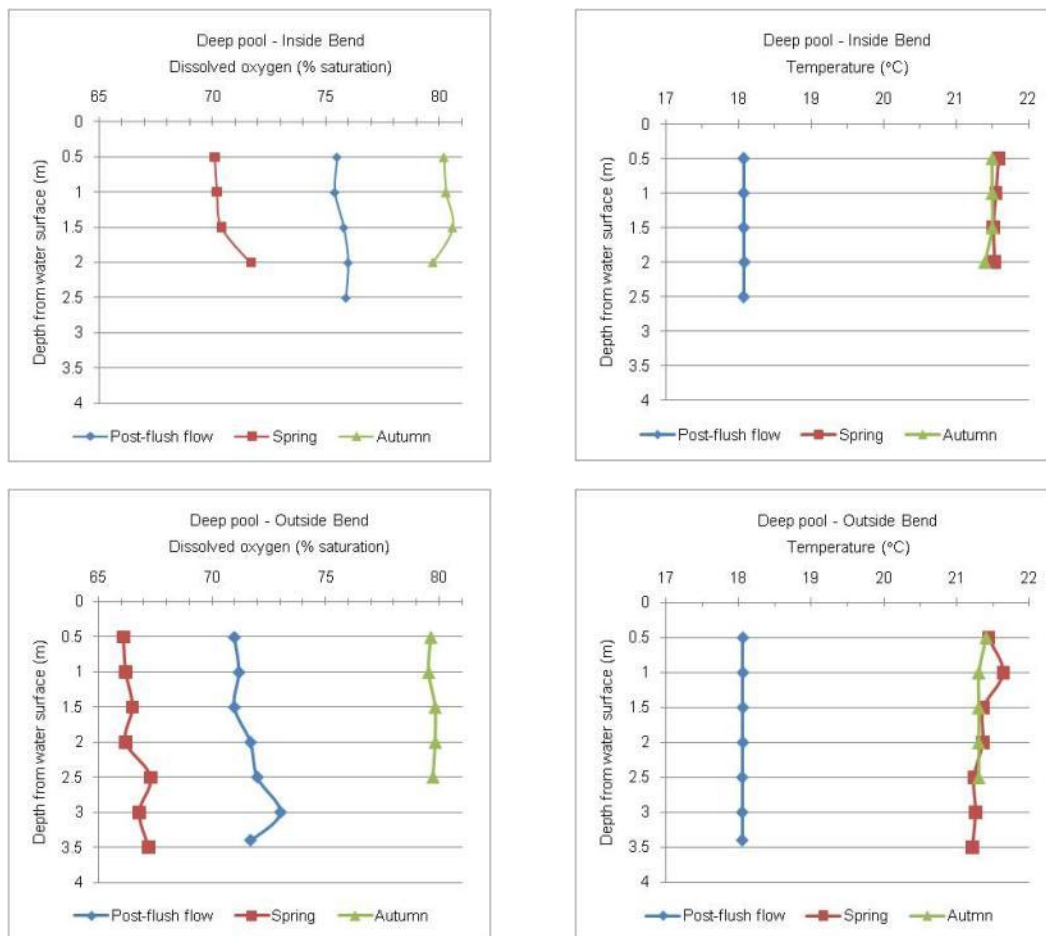 Deep pool - Inside Bend
Dissolved oxygen (% saturation)
65 70 75 80
Depth from water surface (m)
0
0.5
1
1.5
2
2.5
3
3.5
4
Post-flush flow Spring Autumn
Deep pool - Inside Bend
Temperature (°C)
17 18 19 20 21 22
Depth from water surface (m)
0
0.5
1
1.5
2
2.5
3
3.5
4
Post-flush flow Spring Autumn
Deep pool - Outside Bend
Dissolved oxygen (% saturation)
65 70 75 80
Depth from water surface (m)
0
0.5
1
1.5
2
2.5
3
3.5
4
Post-flush flow Spring Autumn
Deep pool - Outside Bend
Temperature (°C)
17 18 19 20 21 22
Depth from water surface (m)
0
0.5
1
1.5
2
2.5
3
3.5
4
Post-flush flow Spring Autmn